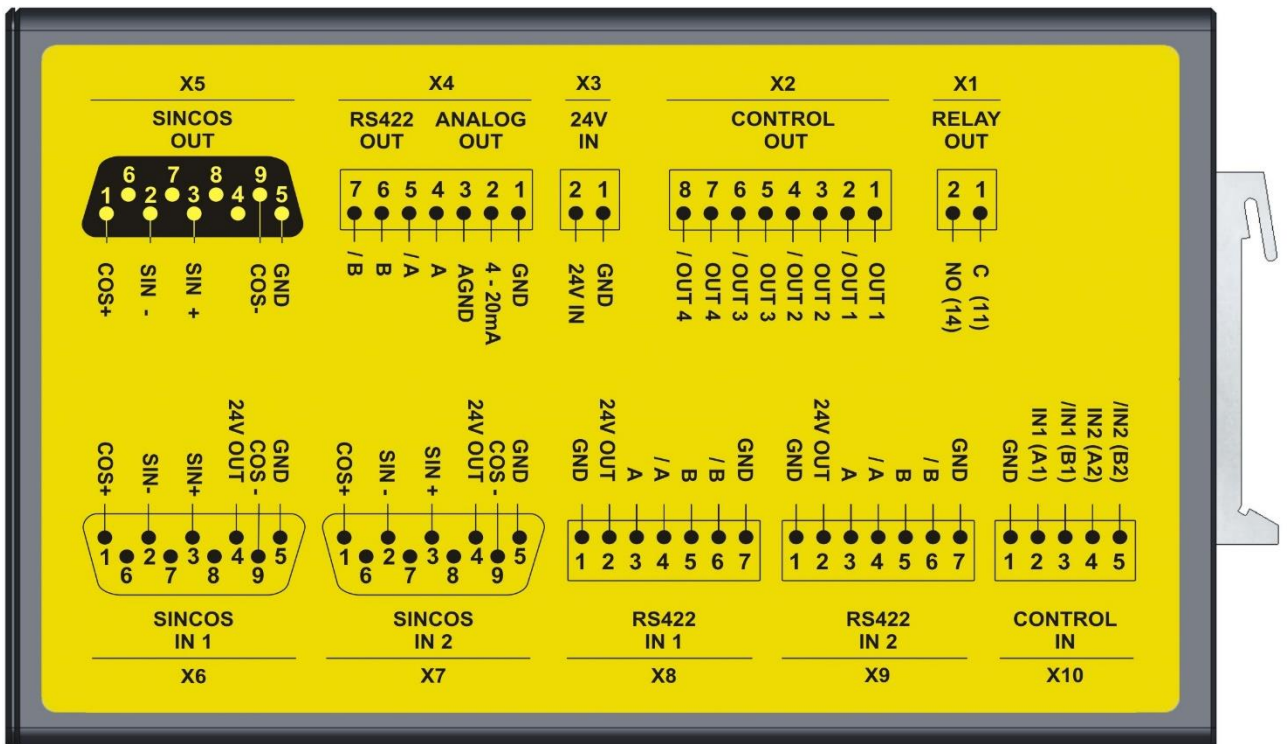 X5
SINCOS
OUT
6 7 8 9
1 2 3 4 5
COS+
SIN -
SIN +
COS-
GND
X4
RS422 ANALOG
OUT OUT
7 6 5 4 3 2 1
/ B
B
/ A
A
AGND
4 - 20mA
GND
X3
24V
IN
2 1
24V IN
GND
X2
CONTROL
OUT
8 7 6 5 4 3 2 1
/ OUT 4
OUT 4
/ OUT 3
OUT 3
/ OUT 2
OUT 2
/ OUT 1
OUT 1
X1
RELAY
OUT
2 1
NO (14)
C (11)
COS+
SIN-
SIN+
24V OUT
COS -
GND
1 2 3 4 5
6 7 8 9
SINCOS
IN 1
X6
COS+
SIN -
SIN +
24V OUT
COS -
GND
1 2 3 4 5
6 7 8 9
SINCOS
IN 2
X7
GND
24V OUT
A
/ A
B
/ B
GND
1 2 3 4 5 6 7
RS422
IN 1
X8
GND
24V OUT
A
/ A
B
/ B
GND
1 2 3 4 5 6 7
RS422
IN 2
X9
GND
IN1 (A1)
/IN1 (B1)
IN2 (A2)
/IN2 (B2)
1 2 3 4 5
CONTROL
IN
X10